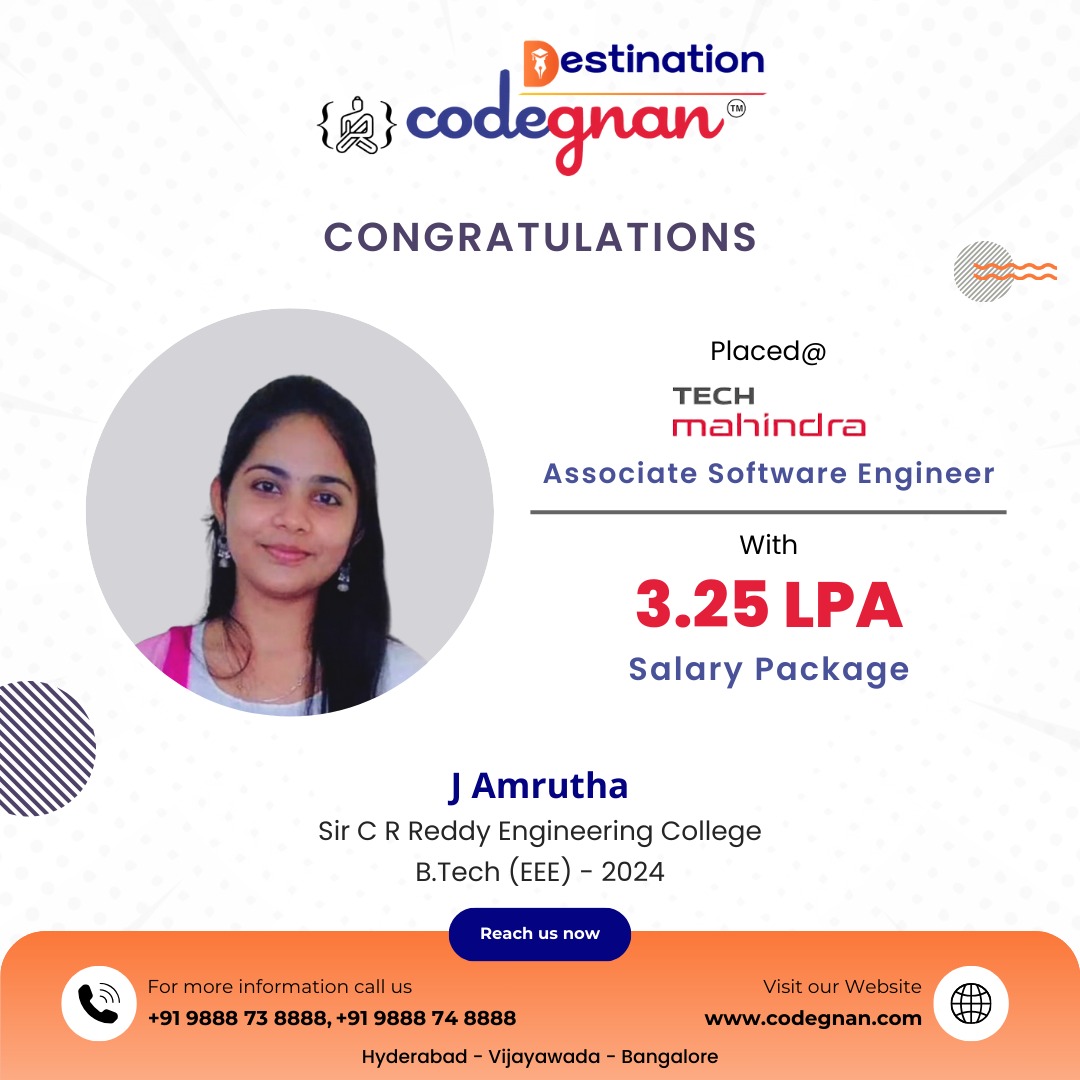 Destination
codegnan™
CONGRATULATIONS
Placed@
TECH
mahindra
Associate Software Engineer
With
3.25 LPA
Salary Package
J Amrutha
Sir C R Reddy Engineering College
B.Tech (EEE) - 2024
Reach us now
For more information call us
+91 9888 73 8888, +91 9888 74 8888
Visit our Website
www.codegnan.com
Hyderabad - Vijayawada - Bangalore